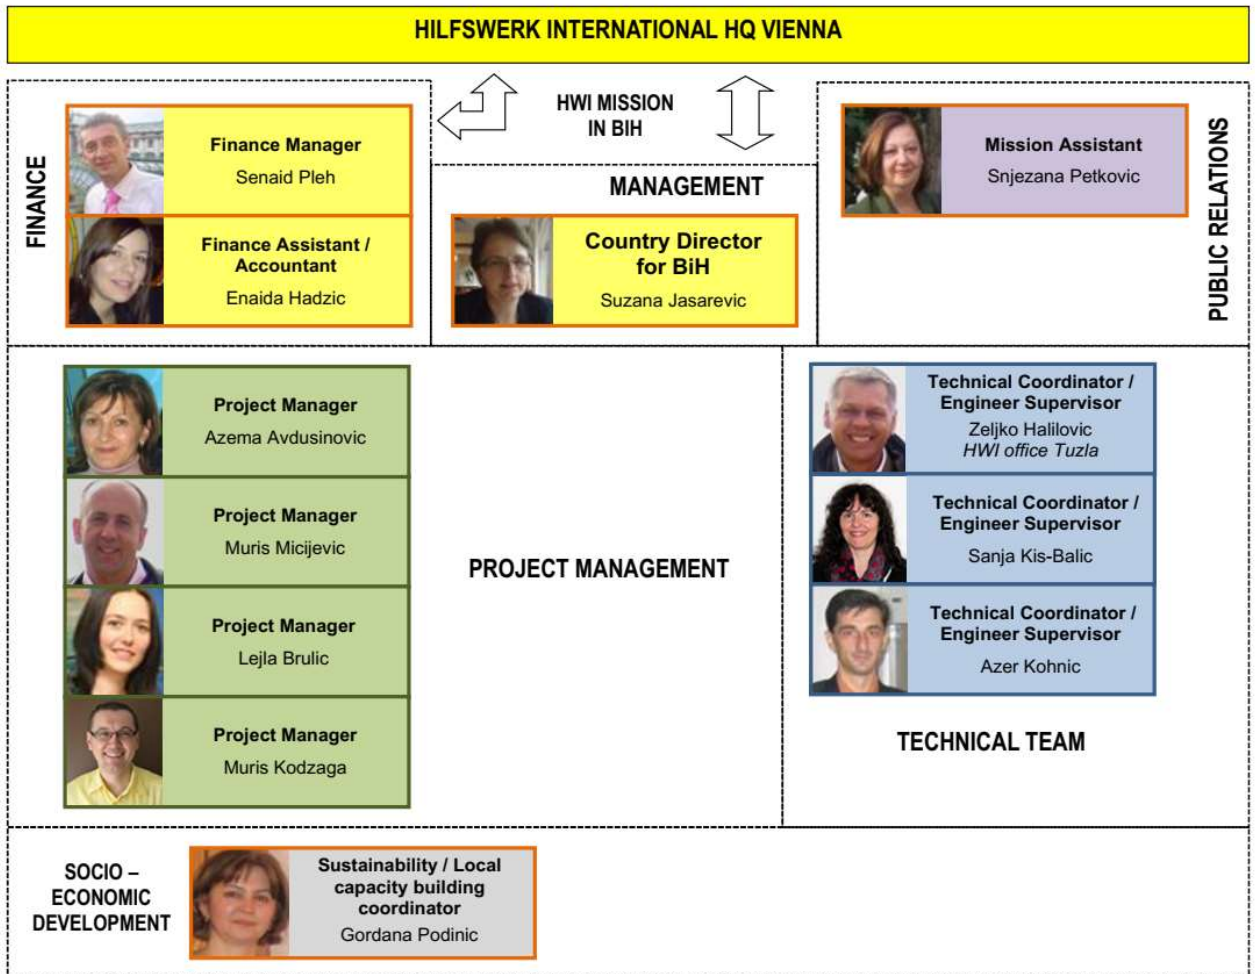 HILFSWERK INTERNATIONAL HQ VIENNA
HWI MISSION
IN BIH
FINANCE
Finance Manager
Senaid Pleh
Finance Assistant /
Accountant
Enaida Hadzic
MANAGEMENT
Country Director
for BiH
Suzana Jasarevic
Mission Assistant
Snjezana Petkovic
PUBLIC RELATIONS
Project Manager
Azema Avdusinovic
Project Manager
Muris Micijevic
Project Manager
Lejla Brulic
Project Manager
Muris Kodzaga
PROJECT MANAGEMENT
Technical Coordinator /
Engineer Supervisor
Zeljko Halilovic
HWI office Tuzla
Technical Coordinator /
Engineer Supervisor
Sanja Kis-Balic
Technical Coordinator /
Engineer Supervisor
Azer Kohnic
TECHNICAL TEAM
SOCIO –
ECONOMIC
DEVELOPMENT
Sustainability / Local
capacity building
coordinator
Gordana Podinic